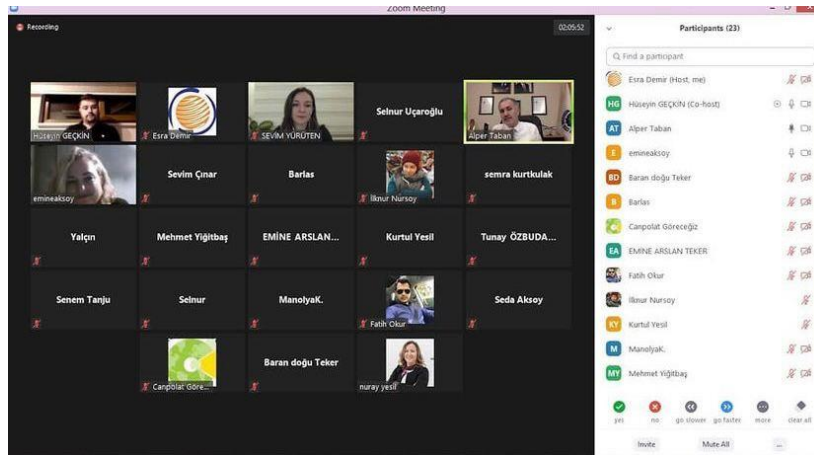 Zoom Meeting
Recording
02:05:52
Hüseyin GEÇKİN
Esra Demir
SEVİM YÜRÜTEN
Selnur Uçaroğlu
Alper Taban
emineaksoy
Sevim Çınar
Barlas
İlknur Nursoy
semra kurtkulak
Yalçın
Mehmet Yiğitbaş
EMİNE ARSLAN...
Kurtul Yesil
Tunay ÖZBUDA...
Senem Tanju
Selnur
ManolyaK.
Fatih Okur
Seda Aksoy
Canpolat Göre...
Baran doğu Teker
nuray yesil
Participants (23)
Find a participant
Esra Demir (Host, me)
HG Hüseyin GEÇKİN (Co-host)
AT Alper Taban
E emineaksoy
BD Baran doğu Teker
B Barlas
Canpolat Göreceğiz
EA EMİNE ARSLAN TEKER
Fatih Okur
İlknur Nursoy
KY Kurtul Yesil
M ManolyaK.
MY Mehmet Yiğitbaş
yes no go slower go faster more clear all
Invite Mute All ...